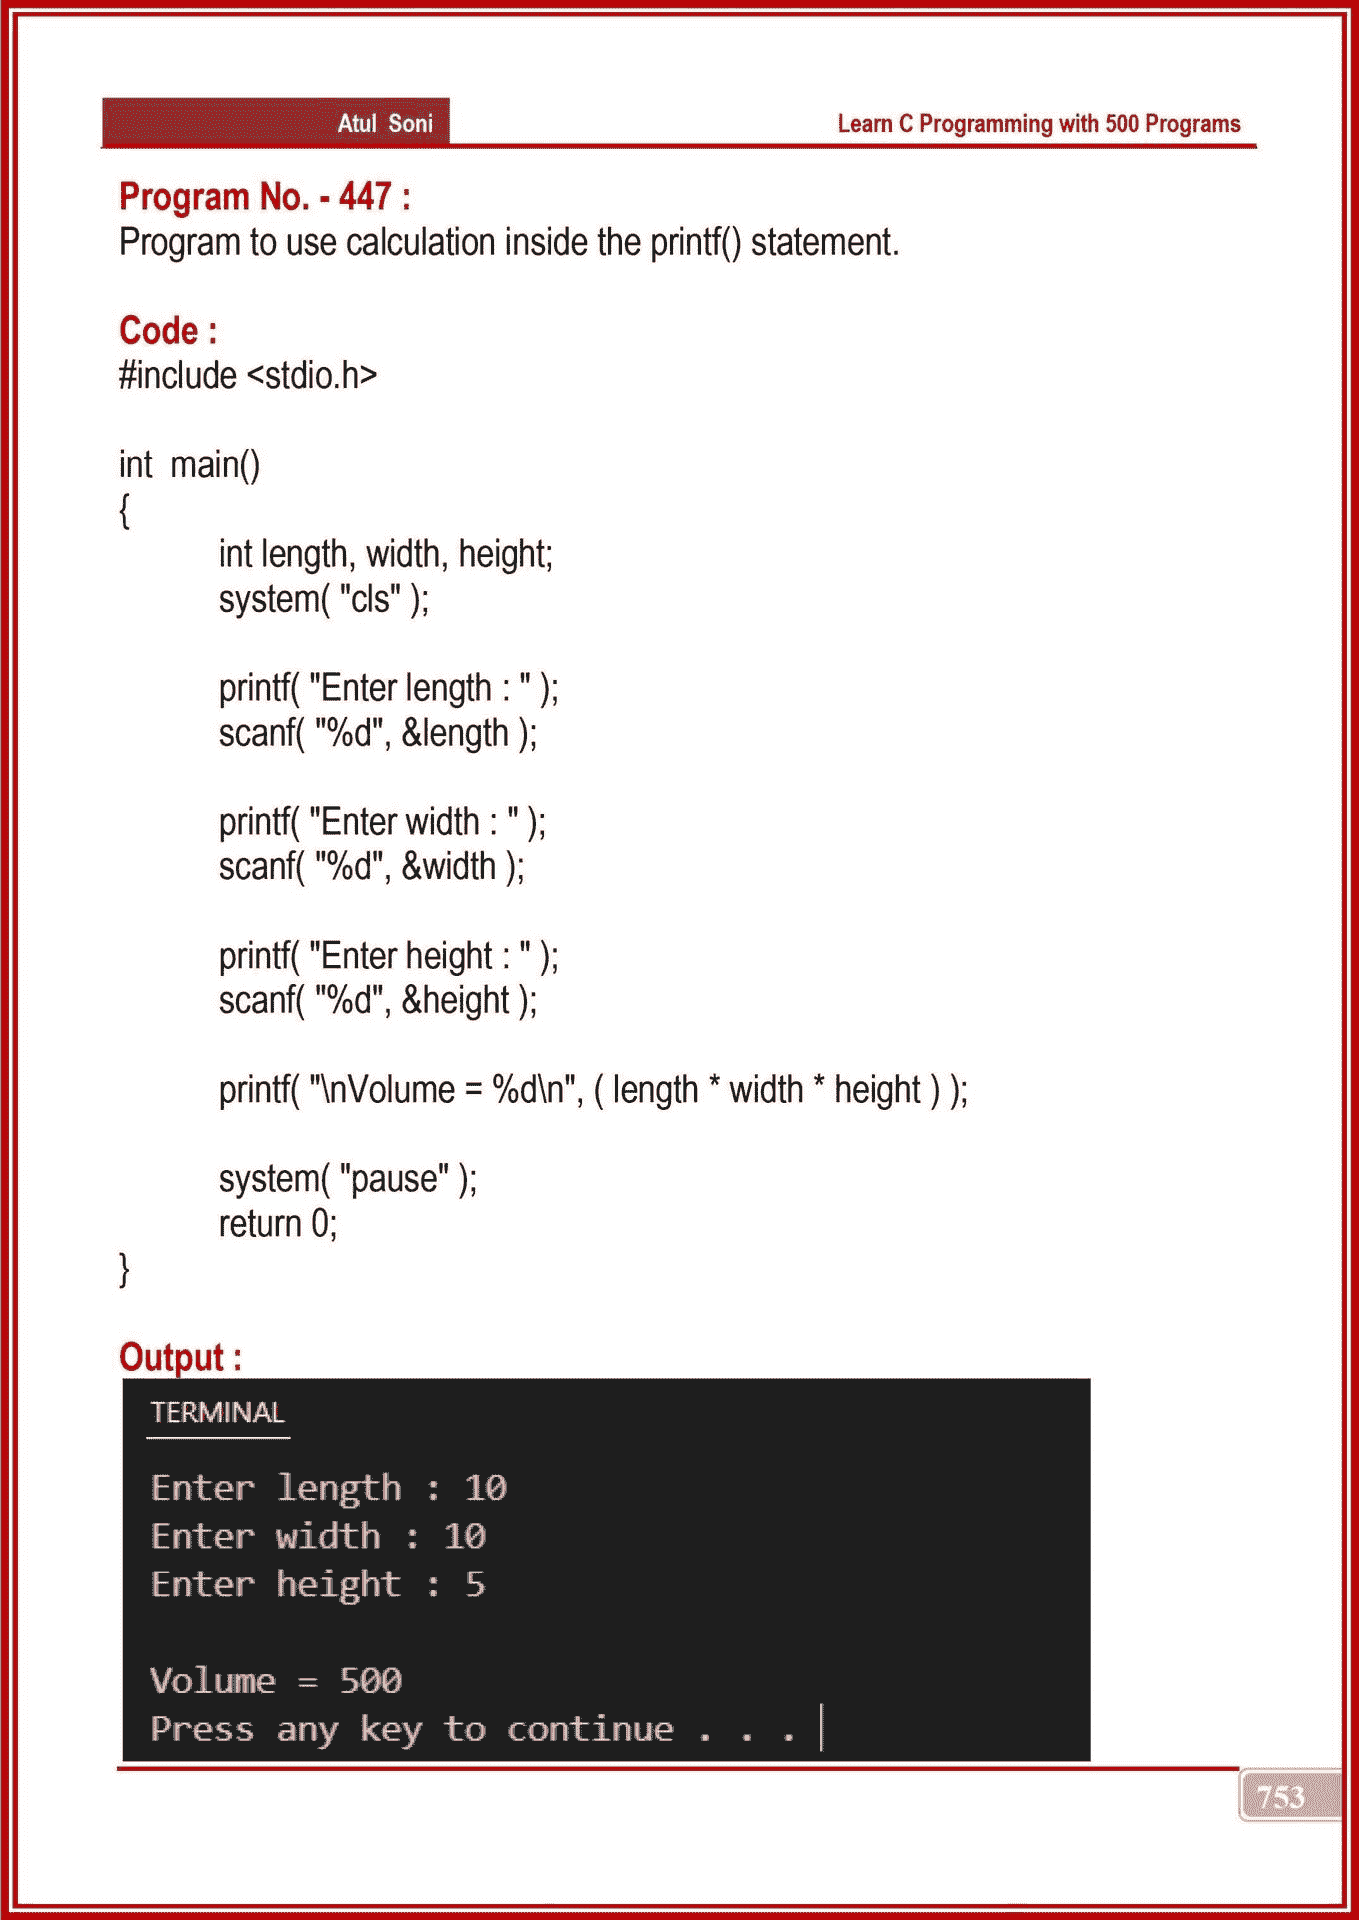 Atul  Soni
Learn C Programming with 500 Programs
Program No. - 447 :
Program to use calculation inside the printf() statement.
Code :
#include <stdio.h>
int  main()
{
int length, width, height;
system( "cls" );
printf( "Enter length : " );
scanf( "%d", &length );
printf( "Enter width : " );
scanf( "%d", &width );
printf( "Enter height : " );
scanf( "%d", &height );
printf( "\nVolume = %d\n", ( length * width * height ) );
system( "pause" );
return 0;
}
Output :
TERMINAL
Enter length : 10
Enter width : 10
Enter height : 5
Volume = 500
Press any key to continue . . .
753